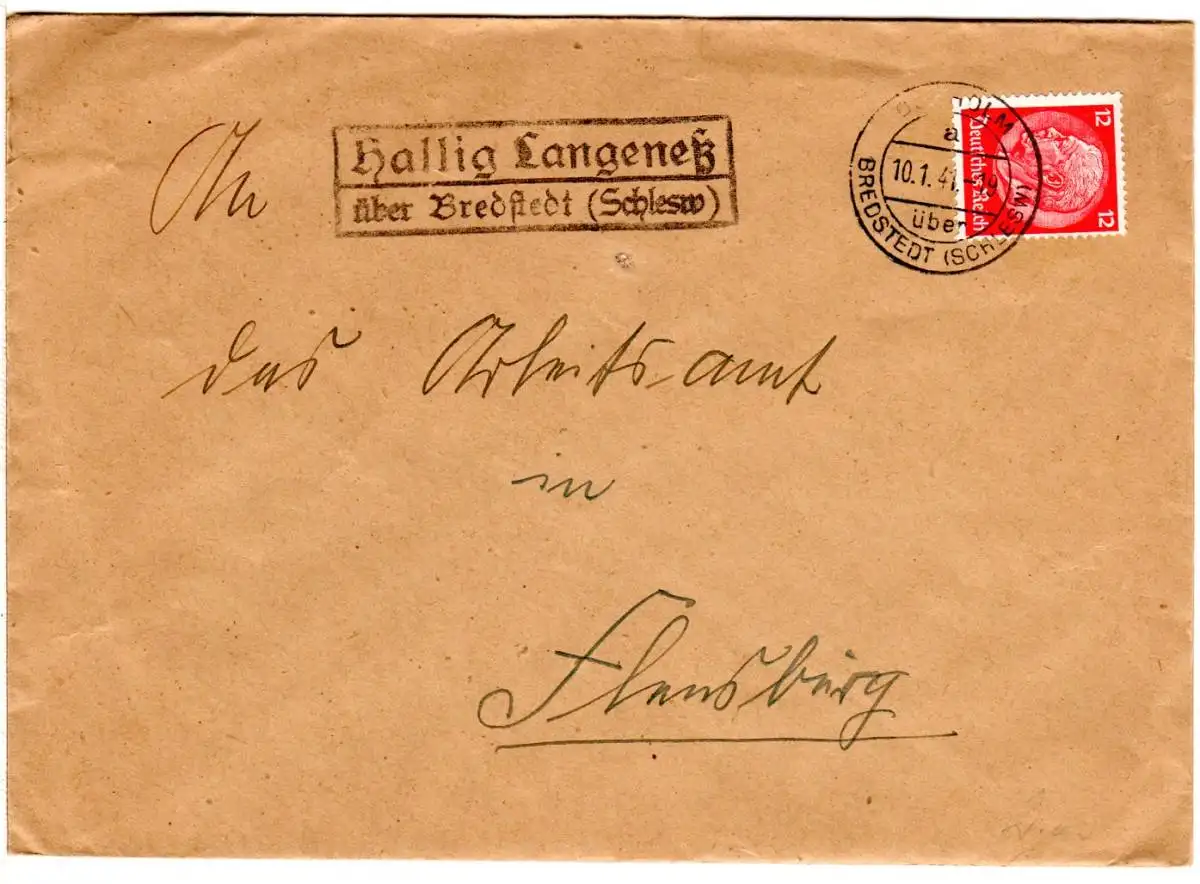 An
Hallig Langeneß
über Bredstedt (Schlesw)
a
10.1.41.
über
BREDSTEDT (SCHLESW)
12
Deutsches Reich
12
das Arbeitsamt
in
Flensburg